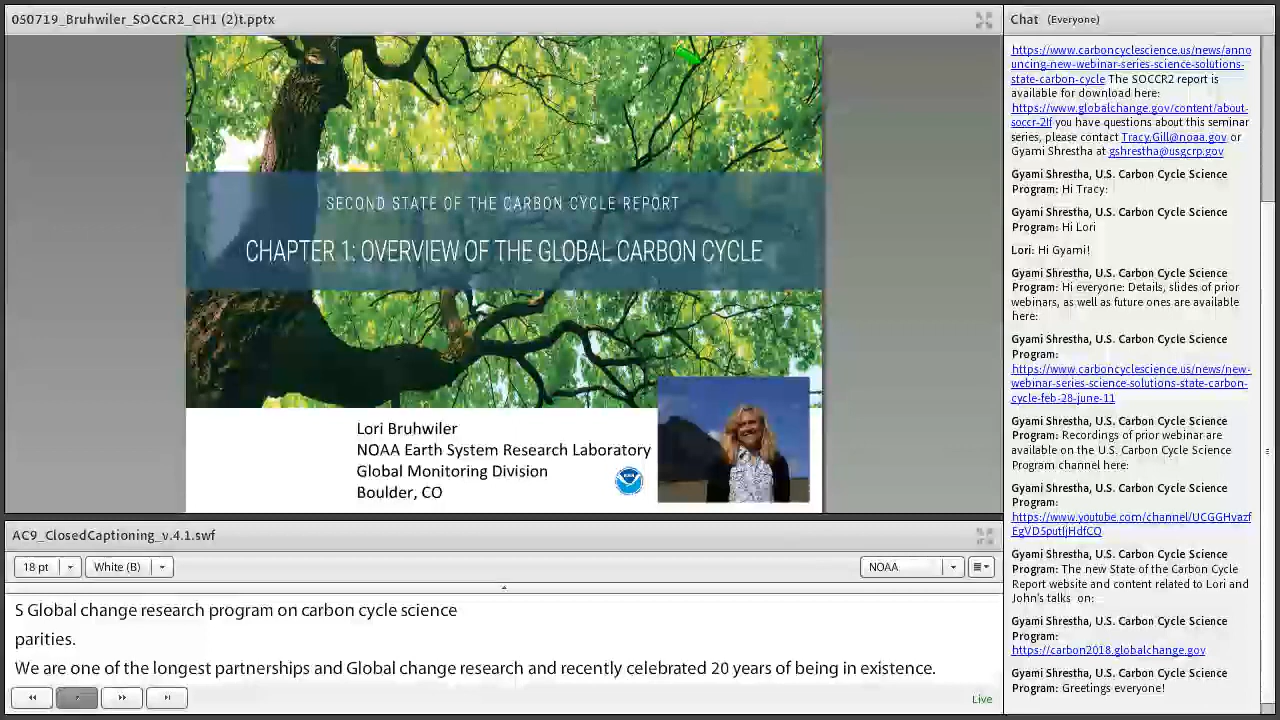 050719_Bruhwiler_SOCCR2_CH1 (2)t.pptx
SECOND STATE OF THE CARBON CYCLE REPORT
CHAPTER 1: OVERVIEW OF THE GLOBAL CARBON CYCLE
Lori Bruhwiler
NOAA Earth System Research Laboratory
Global Monitoring Division
Boulder, CO
AC9_ClosedCaptioning_v.4.1.swf
18 pt
White (B)
NOAA
S Global change research program on carbon cycle science
parities.
We are one of the longest partnerships and Global change research and recently celebrated 20 years of being in existence.
Live
Chat (Everyone)
https://www.carboncyclescience.us/news/anno
uncing-new-webinar-series-science-solutions-
state-carbon-cycle The SOCCR2 report is
available for download here:
https://www.globalchange.gov/content/about-
soccr-2If you have questions about this seminar
series, please contact Tracy.Gill@noaa.gov or
Gyami Shrestha at gshrestha@usgcrp.gov
Gyami Shrestha, U.S. Carbon Cycle Science
Program: Hi Tracy:
Gyami Shrestha, U.S. Carbon Cycle Science
Program: Hi Lori
Lori: Hi Gyami!
Gyami Shrestha, U.S. Carbon Cycle Science
Program: Hi everyone: Details, slides of prior
webinars, as well as future ones are available
here:
Gyami Shrestha, U.S. Carbon Cycle Science
Program:
https://www.carboncyclescience.us/news/new-
webinar-series-science-solutions-state-carbon-
cycle-feb-28-june-11
Gyami Shrestha, U.S. Carbon Cycle Science
Program: Recordings of prior webinar are
available on the U.S. Carbon Cycle Science
Program channel here:
Gyami Shrestha, U.S. Carbon Cycle Science
Program:
https://www.youtube.com/channel/UCGGHvazf
Gyami Shrestha, U.S. Carbon Cycle Science
Program: The new State of the Carbon Cycle
Report website and content related to Lori and
John's talks on:
Gyami Shrestha, U.S. Carbon Cycle Science
Program:
https://carbon2018.globalchange.gov
Gyami Shrestha, U.S. Carbon Cycle Science
Program: Greetings everyone!